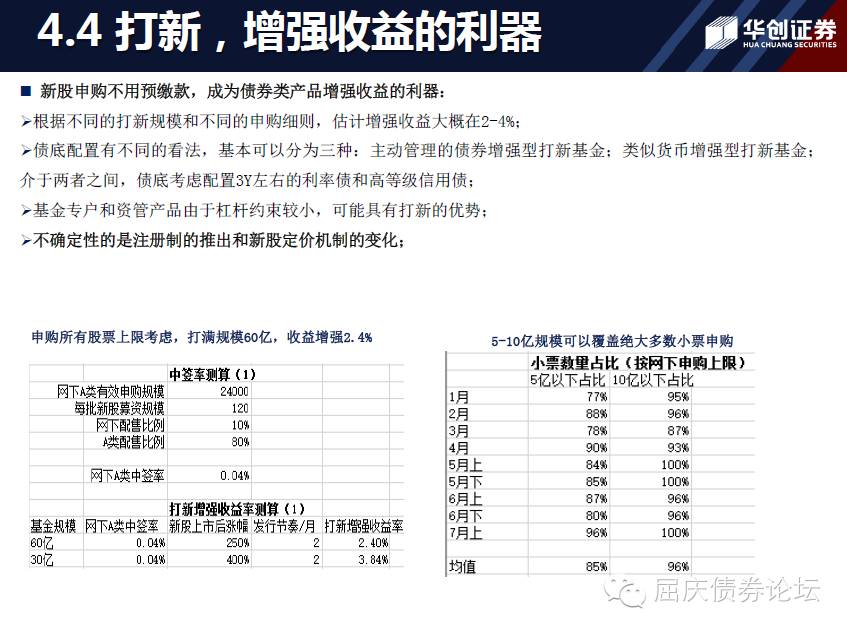 4.4 打新，增强收益的利器
华创证券
HUA CHUANG SECURITIES
■ 新股申购不用预缴款，成为债券类产品增强收益的利器：
➢根据不同的打新规模和不同的申购细则，估计增强收益大概在2-4%；
➢债底配置有不同的看法，基本可以分为三种：主动管理的债券增强型打新基金；类似货币增强型打新基金；
介于两者之间，债底考虑配置3Y左右的利率债和高等级信用债；
➢基金专户和资管产品由于杠杆约束较小，可能具有打新的优势；
➢不确定性的是注册制的推出和新股定价机制的变化；
申购所有股票上限考虑，打满规模60亿，收益增强2.4%
中签率测算（1）
网下A类有效申购规模 24000
每批新股募资规模 120
网下配售比例 10%
A类配售比例 80%
网下A类中签率 0.04%
打新增强收益率测算（1）
基金规模 网下A类中签率 新股上市后涨幅 发行节奏/月 打新增强收益率
60亿 0.04% 250% 2 2.40%
30亿 0.04% 400% 2 3.84%
5-10亿规模可以覆盖绝大多数小票申购
小票数量占比（按网下申购上限）
5亿以下占比 10亿以下占比
1月 77% 95%
2月 88% 96%
3月 78% 87%
4月 90% 93%
5月上 84% 100%
5月下 85% 100%
6月上 87% 96%
6月下 80% 96%
7月上 96% 100%
均值 85% 96%
屈庆债券论坛